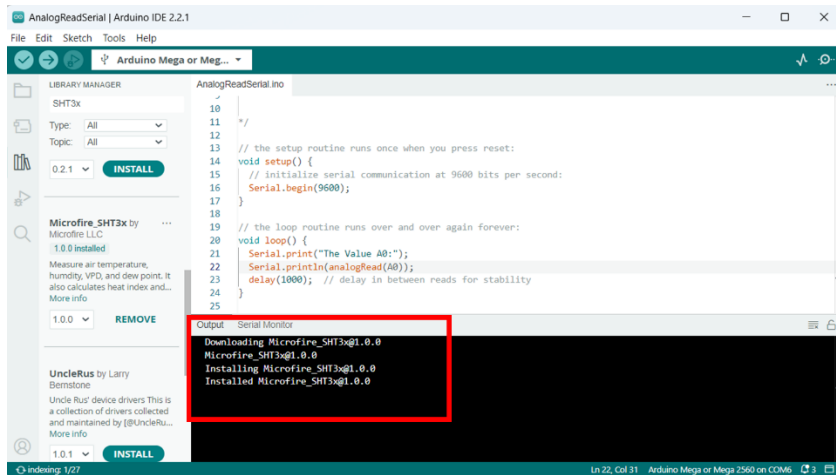 AnalogReadSerial | Arduino IDE 2.2.1
File Edit Sketch Tools Help
Arduino Mega or Meg...
LIBRARY MANAGER
SHT3x
Type: All
Topic: All
0.2.1 INSTALL
Microfire_SHT3x by ...
Microfire LLC
1.0.0 installed
Measure air temperature,
humdity, VPD, and dew point. It
also calculates heat index and...
More info
1.0.0 REMOVE
UncleRus by Larry
Bernstone
Uncle Rus' device drivers This is
a collection of drivers collected
and maintained by [@UncleRu...
More info
1.0.1 INSTALL
AnalogReadSerial.ino
...
10
11 */
12
13 // the setup routine runs once when you press reset:
14 void setup() {
15 // initialize serial communication at 9600 bits per second:
16 Serial.begin(9600);
17 }
18
19 // the loop routine runs over and over again forever:
20 void loop() {
21 Serial.print("The Value A0:");
22 Serial.println(analogRead(A0));
23 delay(1000); // delay in between reads for stability
24 }
25
Output Serial Monitor
Downloading Microfire_SHT3x@1.0.0
Microfire_SHT3x@1.0.0
Installing Microfire_SHT3x@1.0.0
Installed Microfire_SHT3x@1.0.0
indexing: 1/27
Ln 22, Col 31 Arduino Mega or Mega 2560 on COM6 3